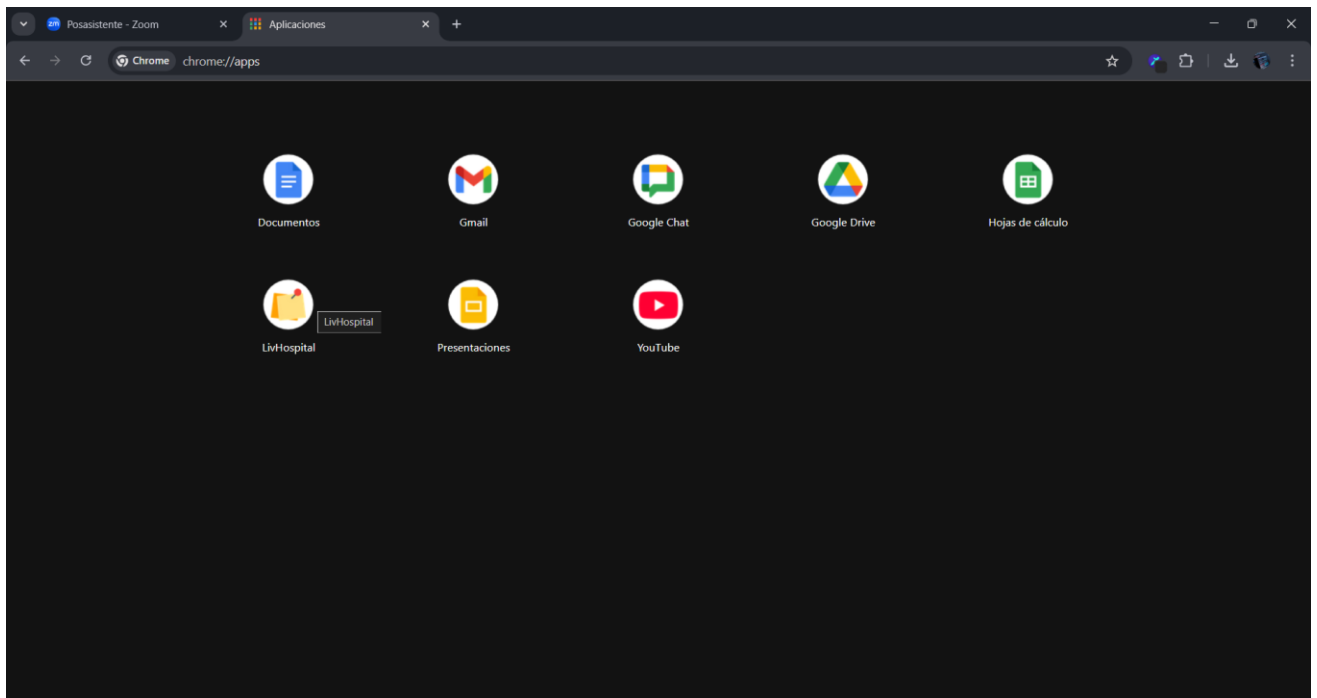 zm Posasistente - Zoom
Aplicaciones
Chrome chrome://apps
Documentos Gmail Google Chat Google Drive Hojas de cálculo
LivHospital
LivHospital Presentaciones YouTube